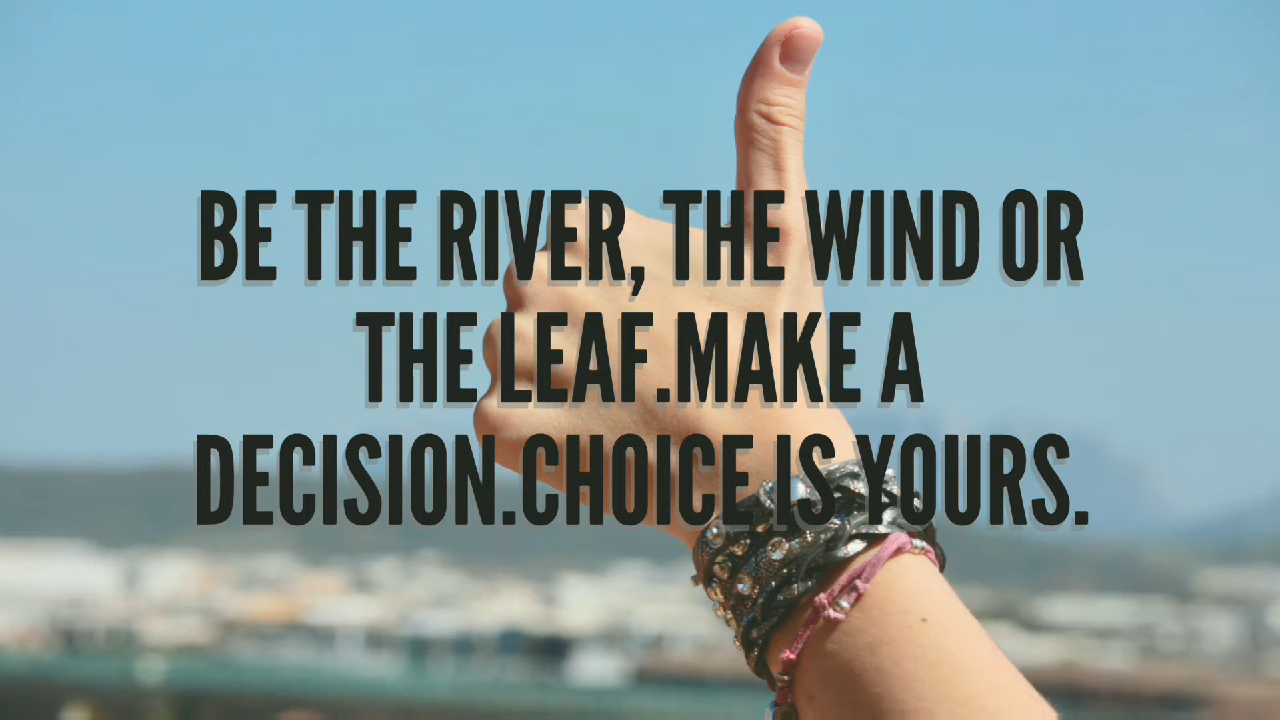 BE THE RIVER, THE WIND OR
THE LEAF.MAKE A
DECISION.CHOICE IS YOURS.